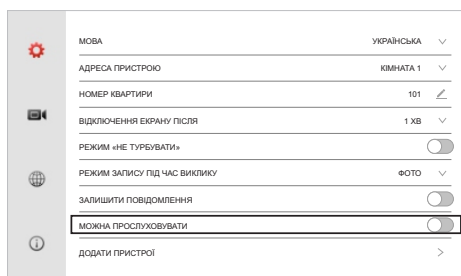 МОВА УКРАЇНСЬКА
АДРЕСА ПРИСТРОЮ КІМНАТА 1
НОМЕР КВАРТИРИ 101
ВІДКЛЮЧЕННЯ ЕКРАНУ ПІСЛЯ 1 ХВ
РЕЖИМ «НЕ ТУРБУВАТИ»
РЕЖИМ ЗАПИСУ ПІД ЧАС ВИКЛИКУ ФОТО
ЗАЛИШИТИ ПОВІДОМЛЕННЯ
МОЖНА ПРОСЛУХОВУВАТИ
ДОДАТИ ПРИСТРОЇ